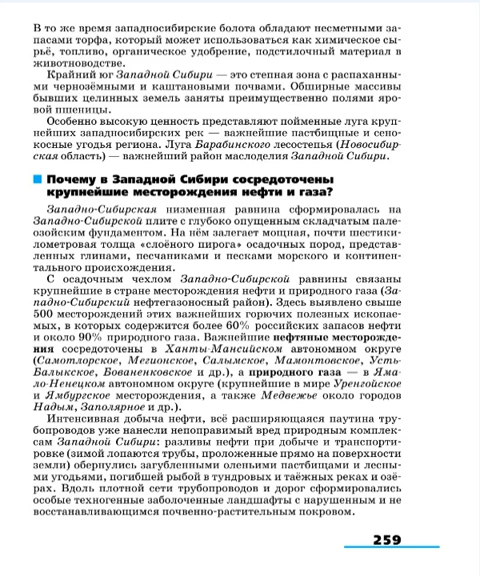 В то же время западносибирские болота обладают несметными за-
пасами торфа, который может использоваться как химическое сы-
рьё, топливо, органическое удобрение, подстилочный материал в
животноводстве.
Крайний юг Западной Сибири — это степная зона с распаханны-
ми чернозёмными и каштановыми почвами. Обширные массивы
бывших целинных земель заняты преимущественно полями яро-
вой пшеницы.
Особенно высокую ценность представляют пойменные луга круп-
нейших западносибирских рек — важнейшие пастбищные и сено-
косные угодья региона. Луга Барабинского лесостепья (Новосибир-
ская область) — важнейший район маслоделия Западной Сибири.
Почему в Западной Сибири сосредоточены
крупнейшие месторождения нефти и газа?
Западно-Сибирская низменная равнина сформировалась на
Западно-Сибирской плите с глубоко опущенным складчатым пале-
озойским фундаментом. На нём залегает мощная, почти шестики-
лометровая толща «слоёного пирога» осадочных пород, представ-
ленных глинами, песчаниками и песками морского и континен-
тального происхождения.
С осадочным чехлом Западно-Сибирской равнины связаны
крупнейшие в стране месторождения нефти и природного газа (За-
падно-Сибирский нефтегазоносный район). Здесь выявлено свыше
500 месторождений этих важнейших горючих полезных ископае-
мых, в которых содержится более 60% российских запасов нефти
и около 90% природного газа. Важнейшие нефтяные месторожде-
ния сосредоточены в Ханты-Мансийском автономном округе
(Самотлорское, Мегионское, Салымское, Мамонтовское, Усть-
Балыкское, Бованенковское и др.), а природного газа — в Яма-
ло-Ненецком автономном округе (крупнейшие в мире Уренгойское
и Ямбургское месторождения, а также Медвежье около городов
Надым, Заполярное и др.).
Интенсивная добыча нефти, всё расширяющаяся паутина тру-
бопроводов уже нанесли непоправимый вред природным комплек-
сам Западной Сибири: разливы нефти при добыче и транспорти-
ровке (зимой лопаются трубы, проложенные прямо на поверхности
земли) обернулись загубленными оленьими пастбищами и лесны-
ми угодьями, погибшей рыбой в тундровых и таёжных реках и озё-
рах. Вдоль плотной сети трубопроводов и дорог сформировались
особые техногенные заболоченные ландшафты с нарушенным и не
восстанавливающимся почвенно-растительным покровом.
259